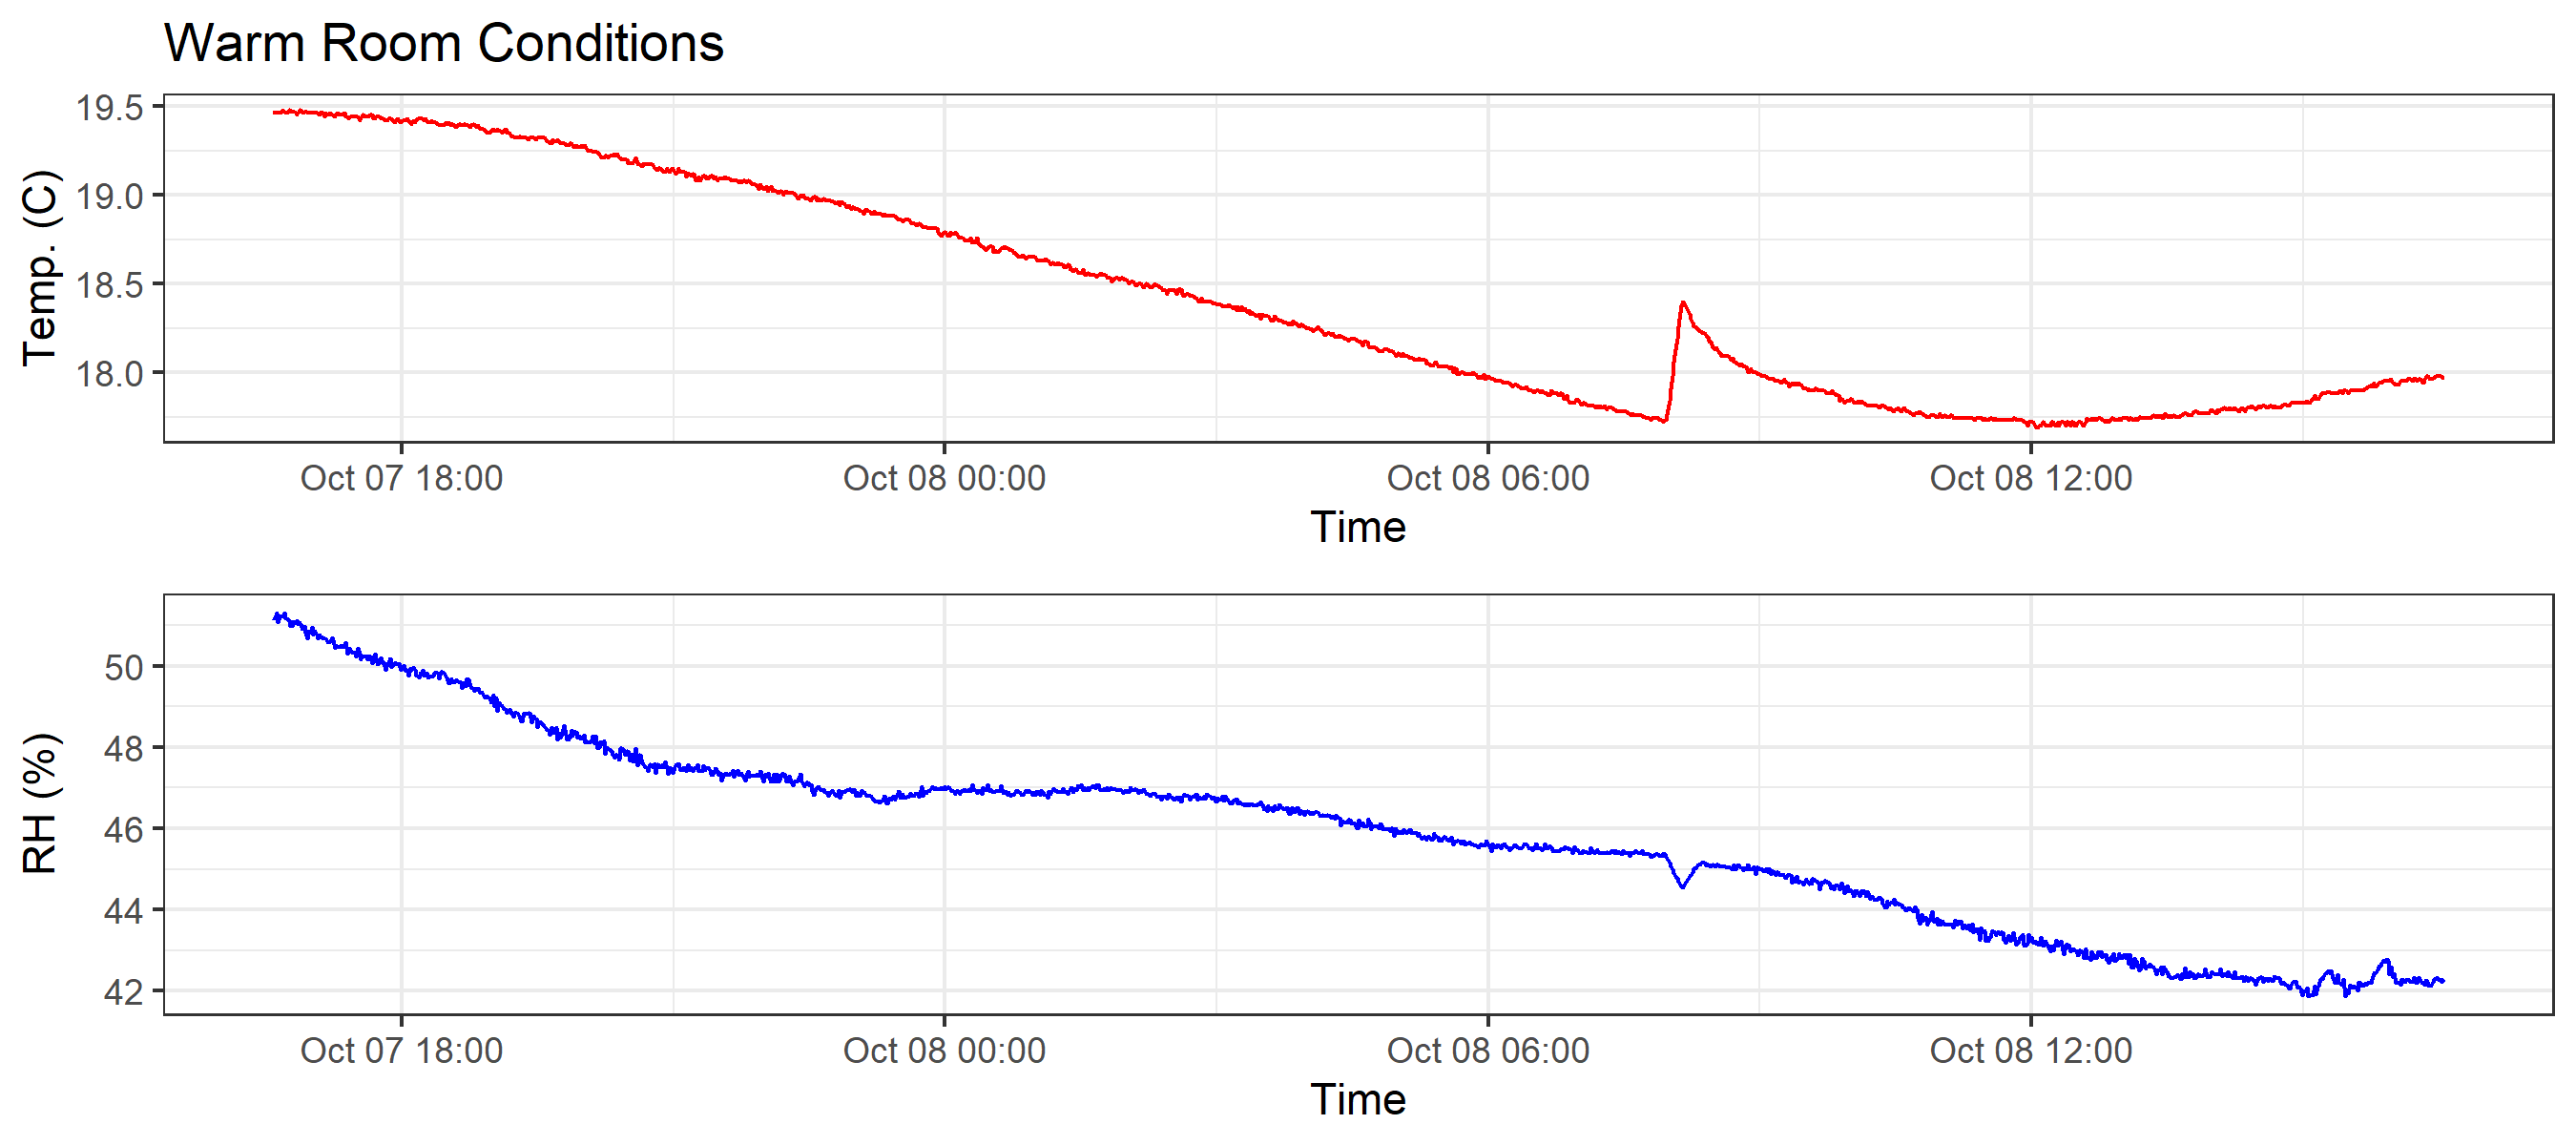 Warm Room Conditions
Temp. (C)
19.5
19.0
18.5
18.0
Oct 07 18:00 Oct 08 00:00 Oct 08 06:00 Oct 08 12:00
Time
RH (%)
50
48
46
44
42
Oct 07 18:00 Oct 08 00:00 Oct 08 06:00 Oct 08 12:00
Time